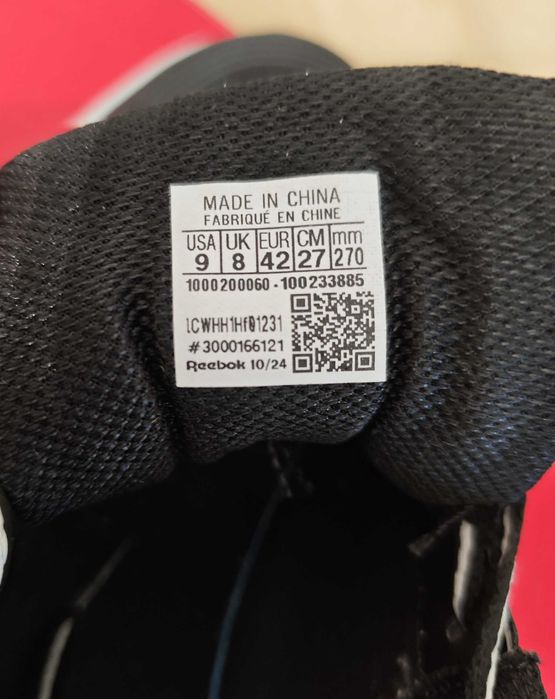 MADE IN CHINA
FABRIQUÉ EN CHINE
USA UK EUR CM mm
9 8 42 27 270
1000200060 - 100233885
#3000166121
Reebok 10/24